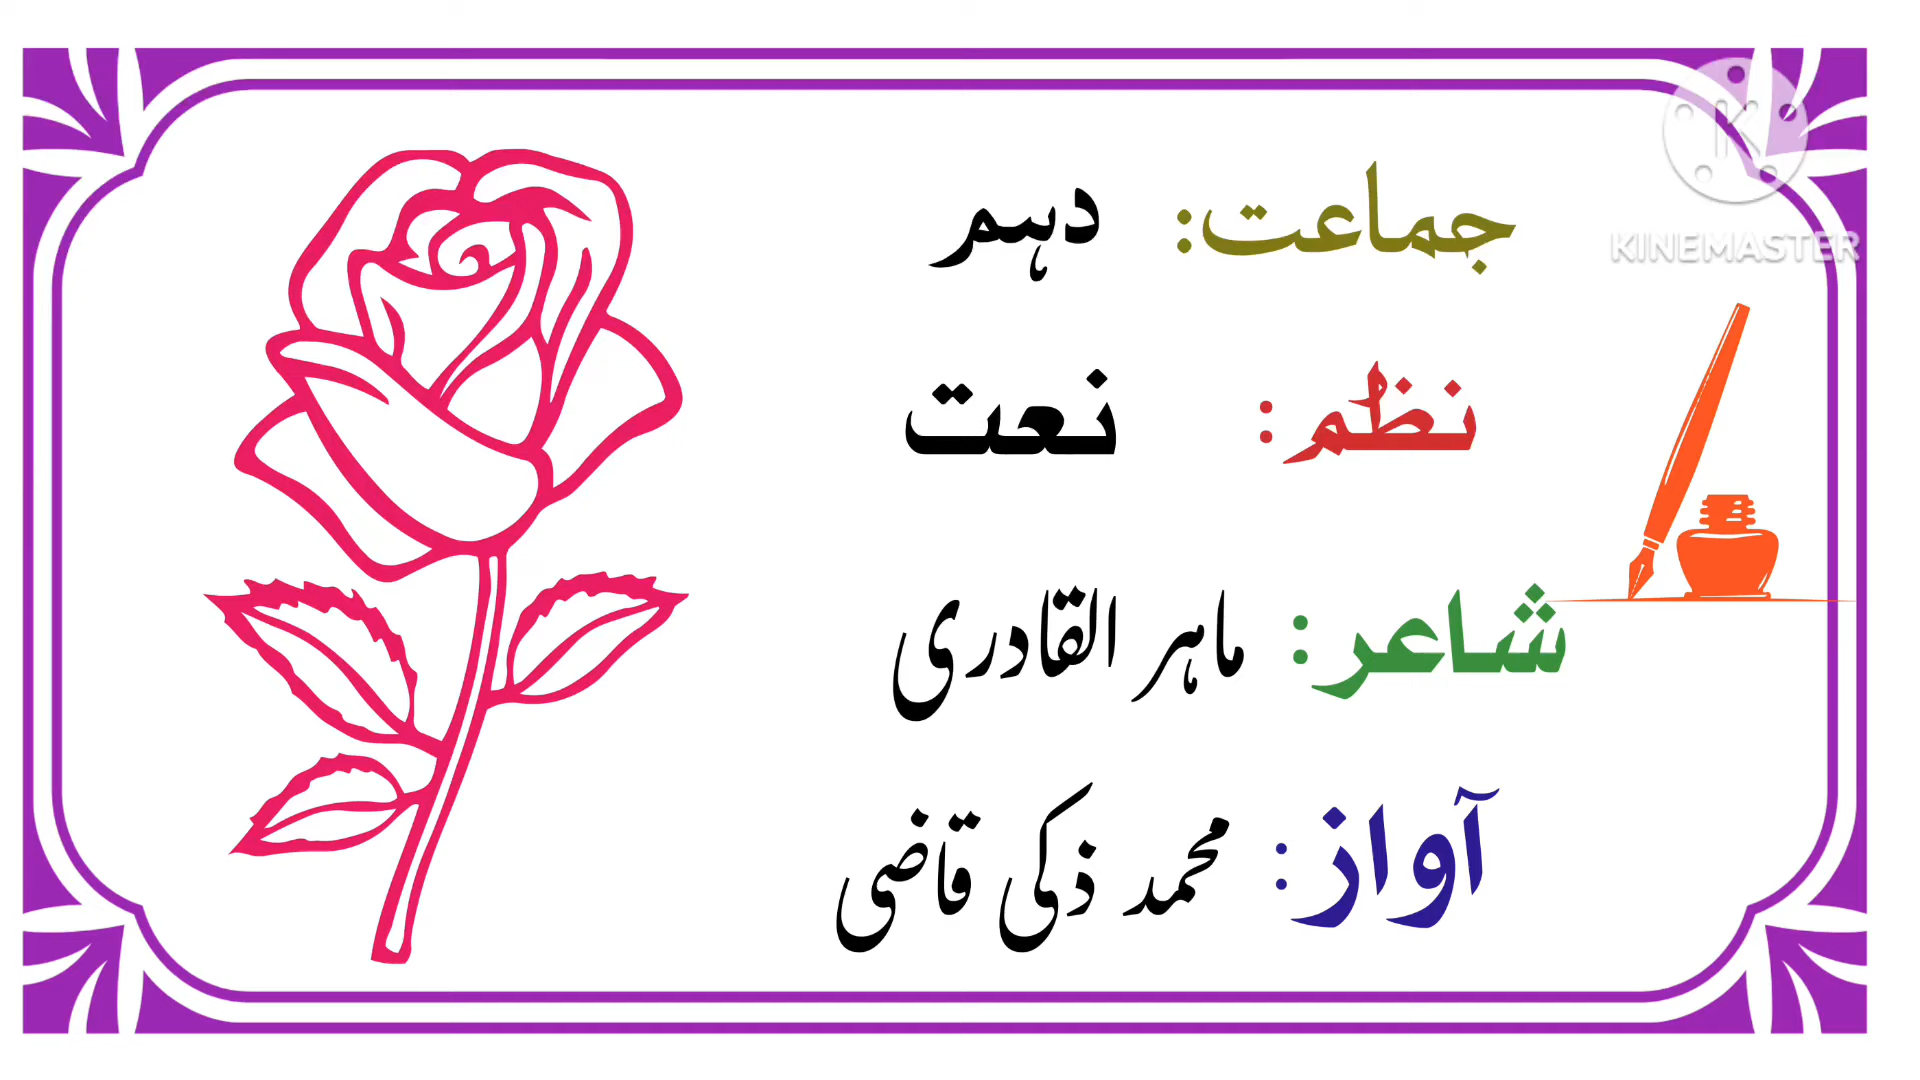 جماعت: دہم
KINEMASTER
نظم: نعت
شاعر: ماہر القادری
آواز: محمد ذکی قاضی